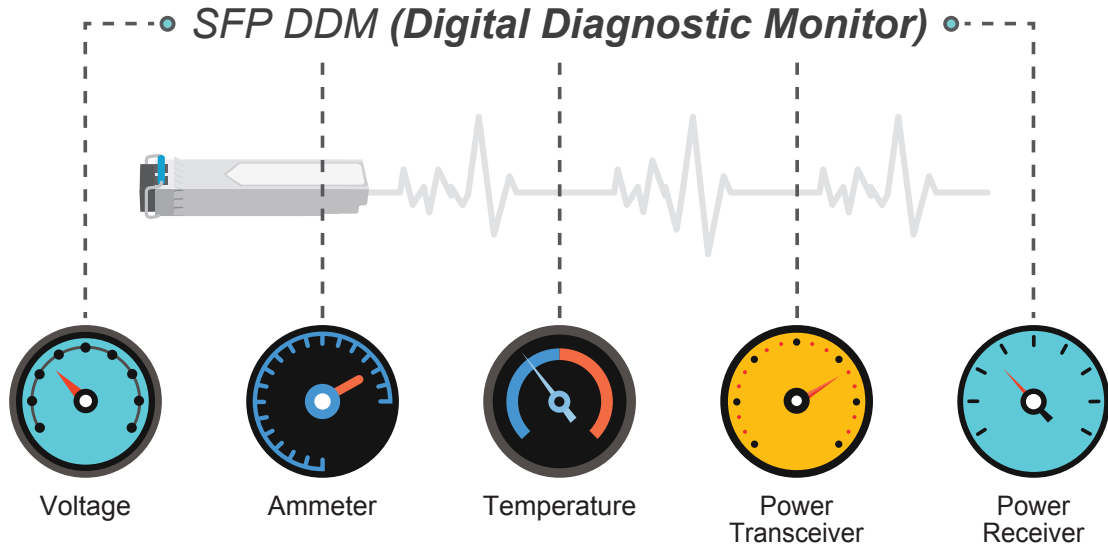 SFP DDM (Digital Diagnostic Monitor)
Voltage
Ammeter
Temperature
Power
Transceiver
Power
Receiver